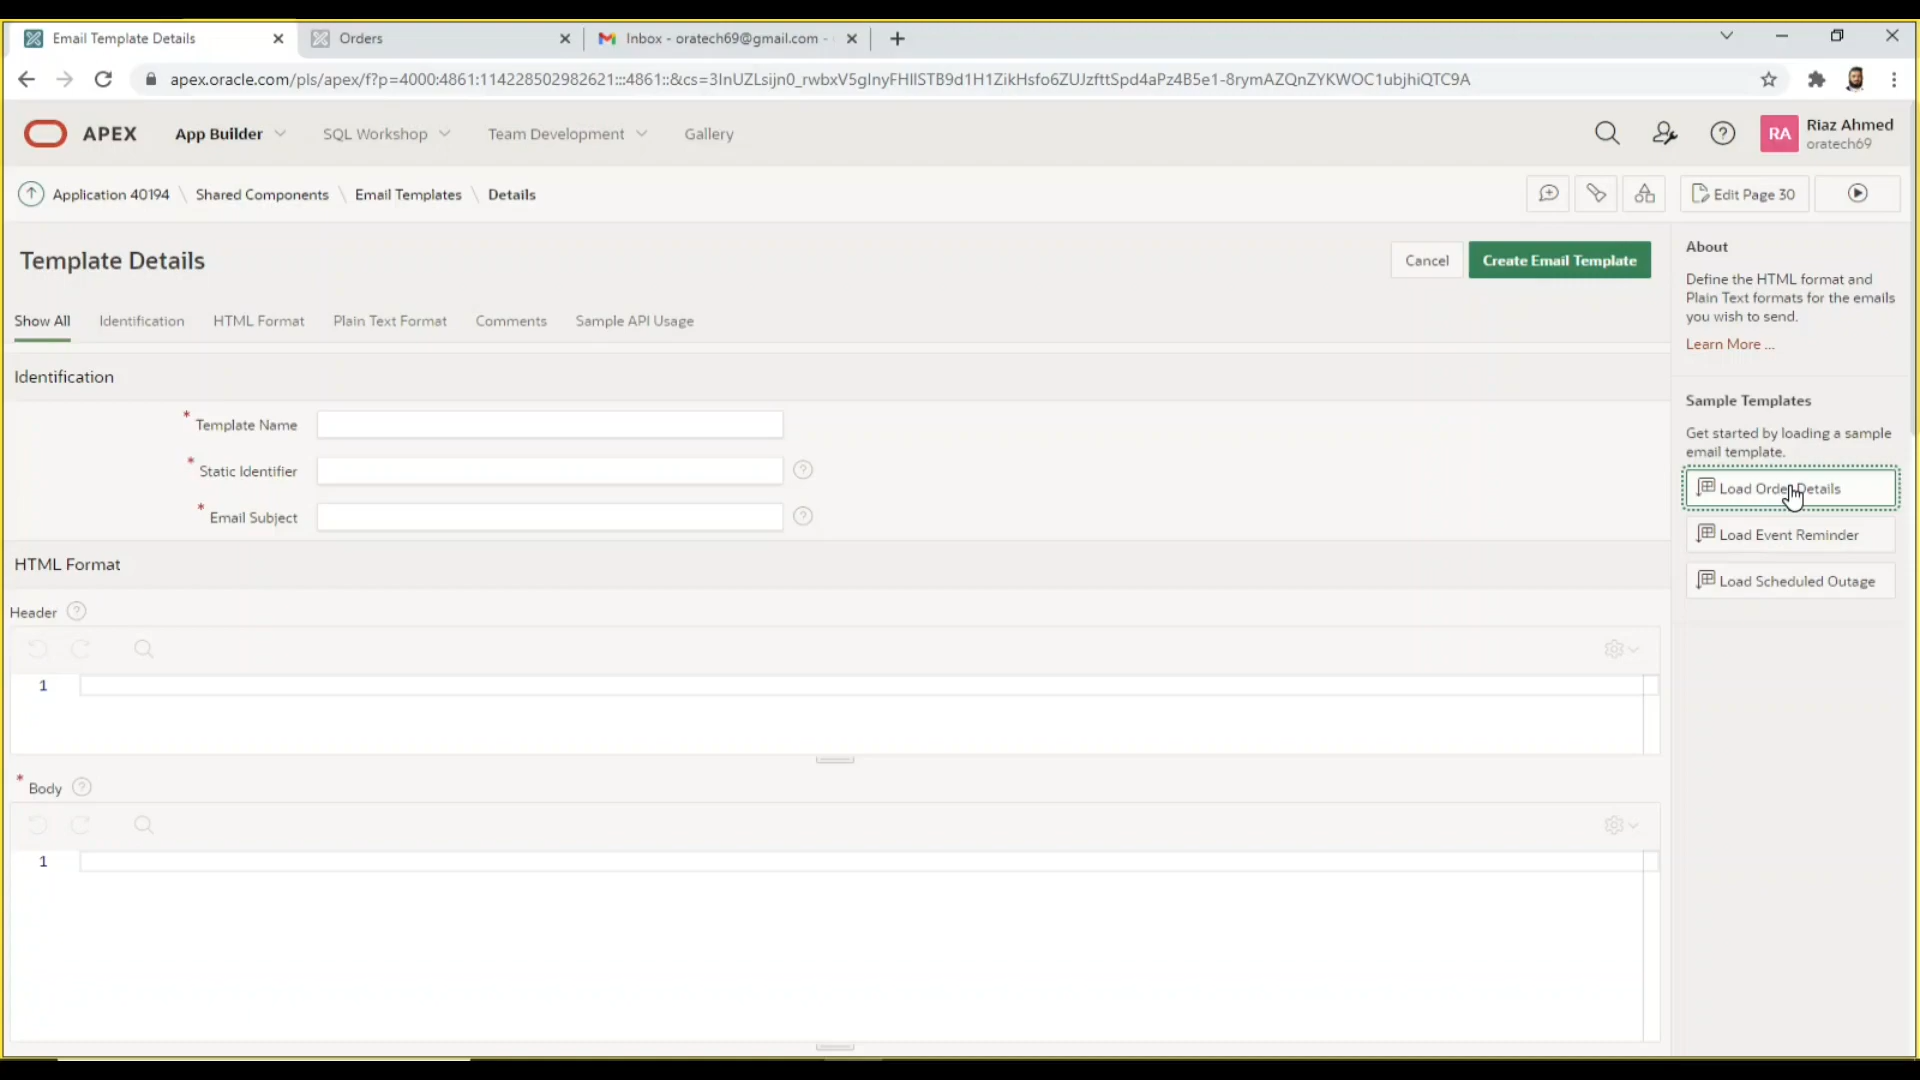 Email Template Details
Orders
Inbox - oratech69@gmail.com -
apex.oracle.com/pls/apex/f?p=4000:4861:114228502982621:::4861::&cs=3InUZLsijn0_rwbxV5gInyFHIlSTB9d1H1ZikHsfo6ZUJzfttSpd4aPz4B5e1-8rymAZQnZYKWOC1ubjhiQTC9A
APEX App Builder SQL Workshop Team Development Gallery
RA Riaz Ahmed
oratech69
Application 40194 \ Shared Components \ Email Templates \ Details
Edit Page 30
Template Details
Cancel Create Email Template
Show All Identification HTML Format Plain Text Format Comments Sample API Usage
Identification
* Template Name
* Static Identifier
* Email Subject
HTML Format
Header
1
* Body
1
About
Define the HTML format and
Plain Text formats for the emails
you wish to send.
Learn More ...
Sample Templates
Get started by loading a sample
email template.
Load Order Details
Load Event Reminder
Load Scheduled Outage